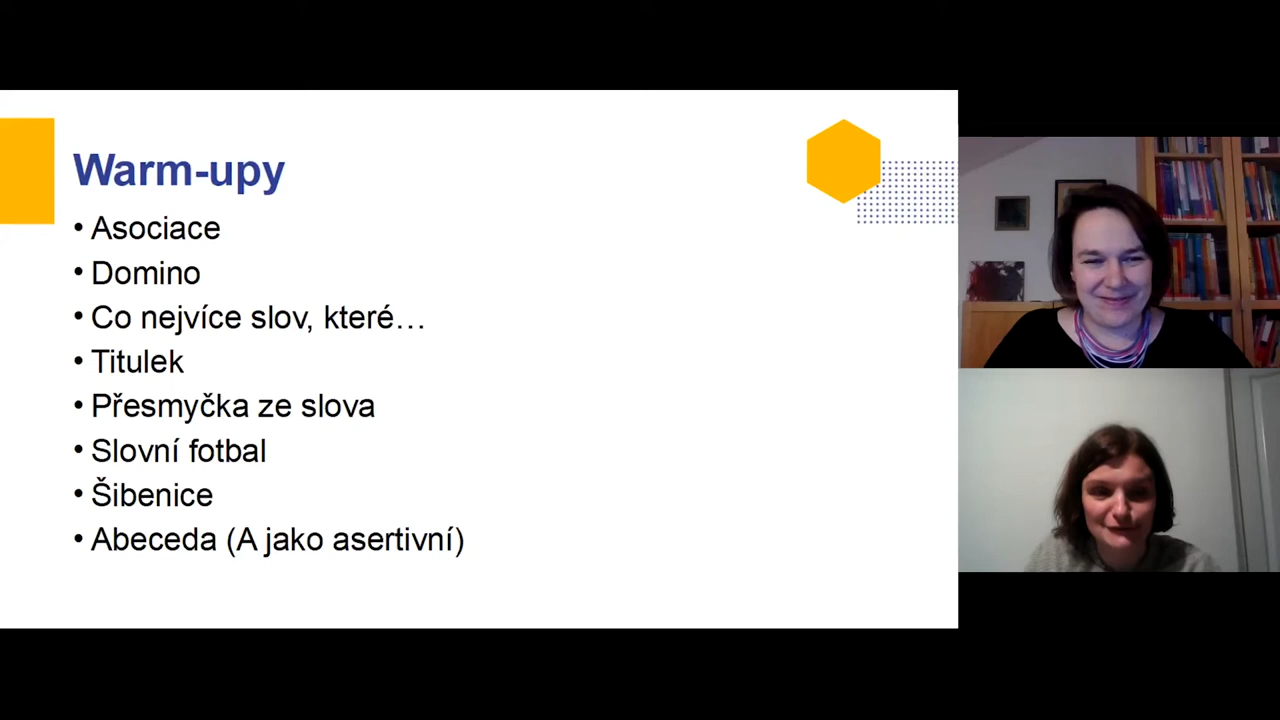 Warm-upy
• Asociace
• Domino
• Co nejvíce slov, které…
• Titulek
• Přesmyčka ze slova
• Slovní fotbal
• Šibenice
• Abeceda (A jako asertivní)